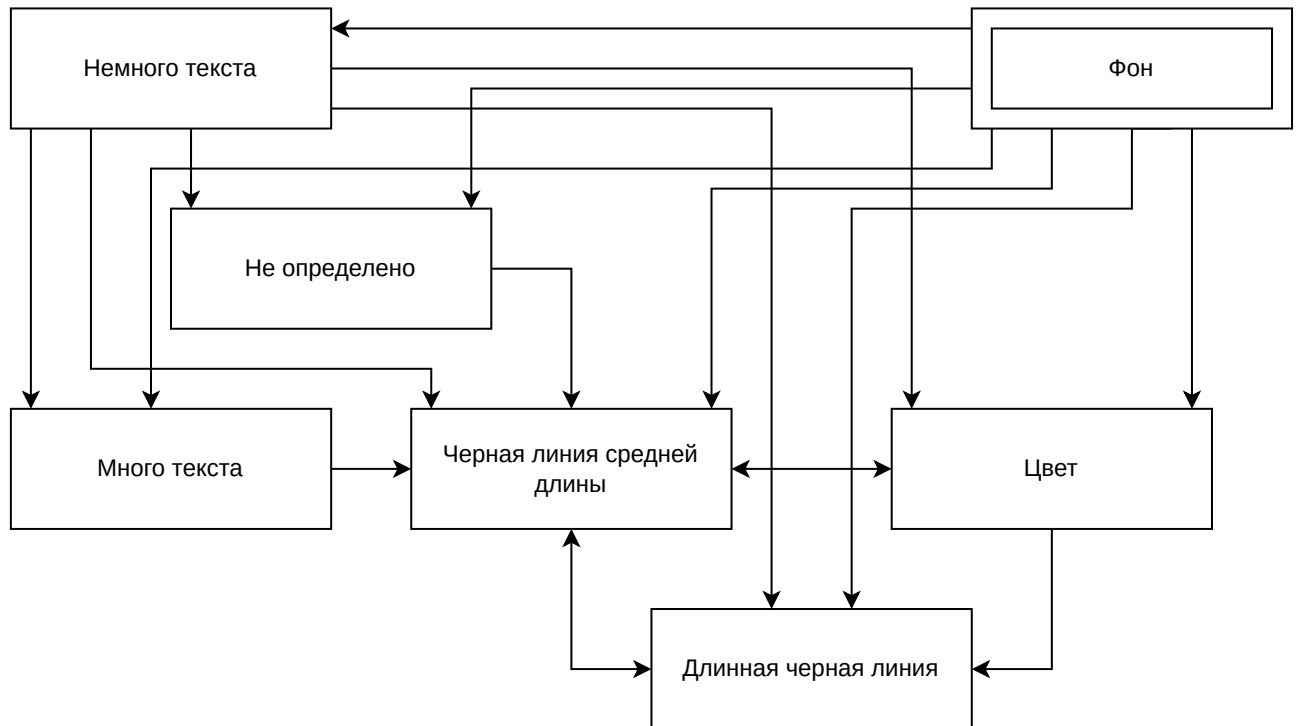 Немного текста
Фон
Не определено
Много текста
Черная линия средней
длины
Цвет
Длинная черная линия